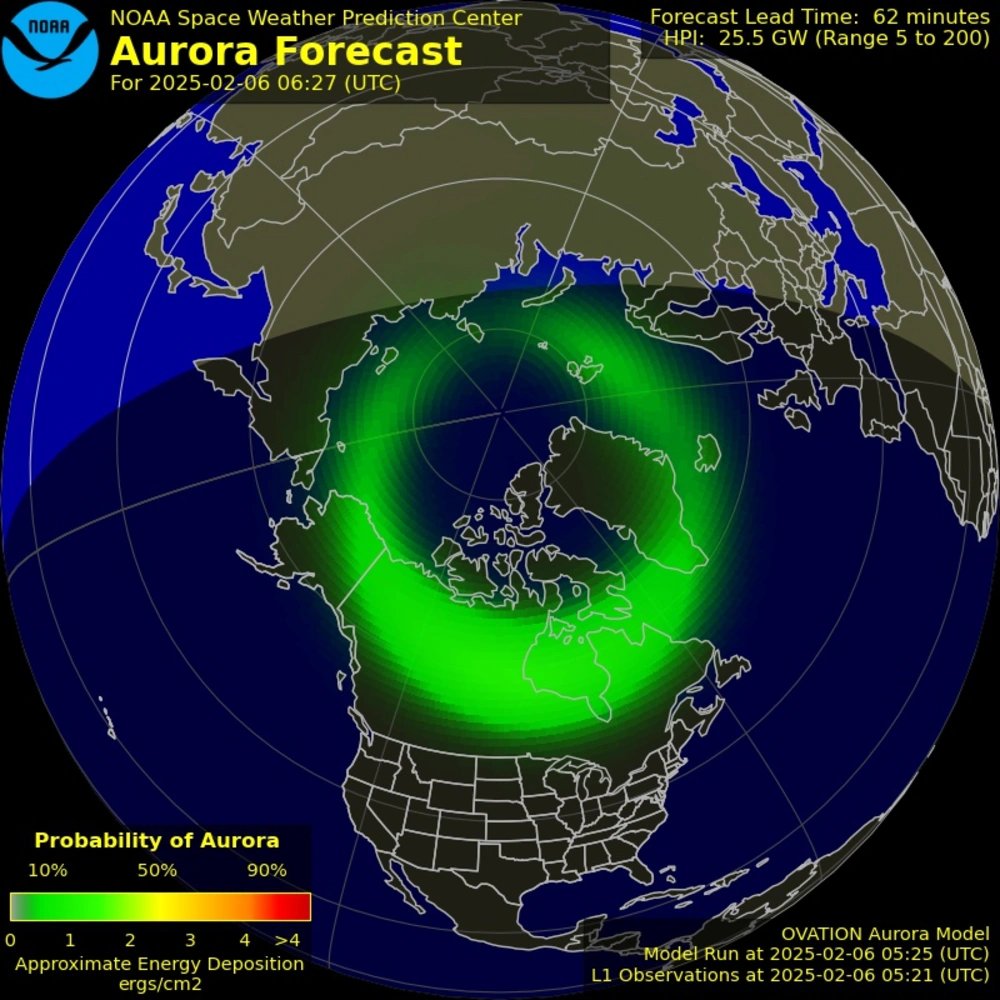 NOAA
NOAA Space Weather Prediction Center
Aurora Forecast
For 2025-02-06 06:27 (UTC)
Forecast Lead Time: 62 minutes
HPI: 25.5 GW (Range 5 to 200)
Probability of Aurora
10% 50% 90%
0 1 2 3 4 >4
Approximate Energy Deposition
ergs/cm2
OVATION Aurora Model
Model Run at 2025-02-06 05:25 (UTC)
L1 Observations at 2025-02-06 05:21 (UTC)